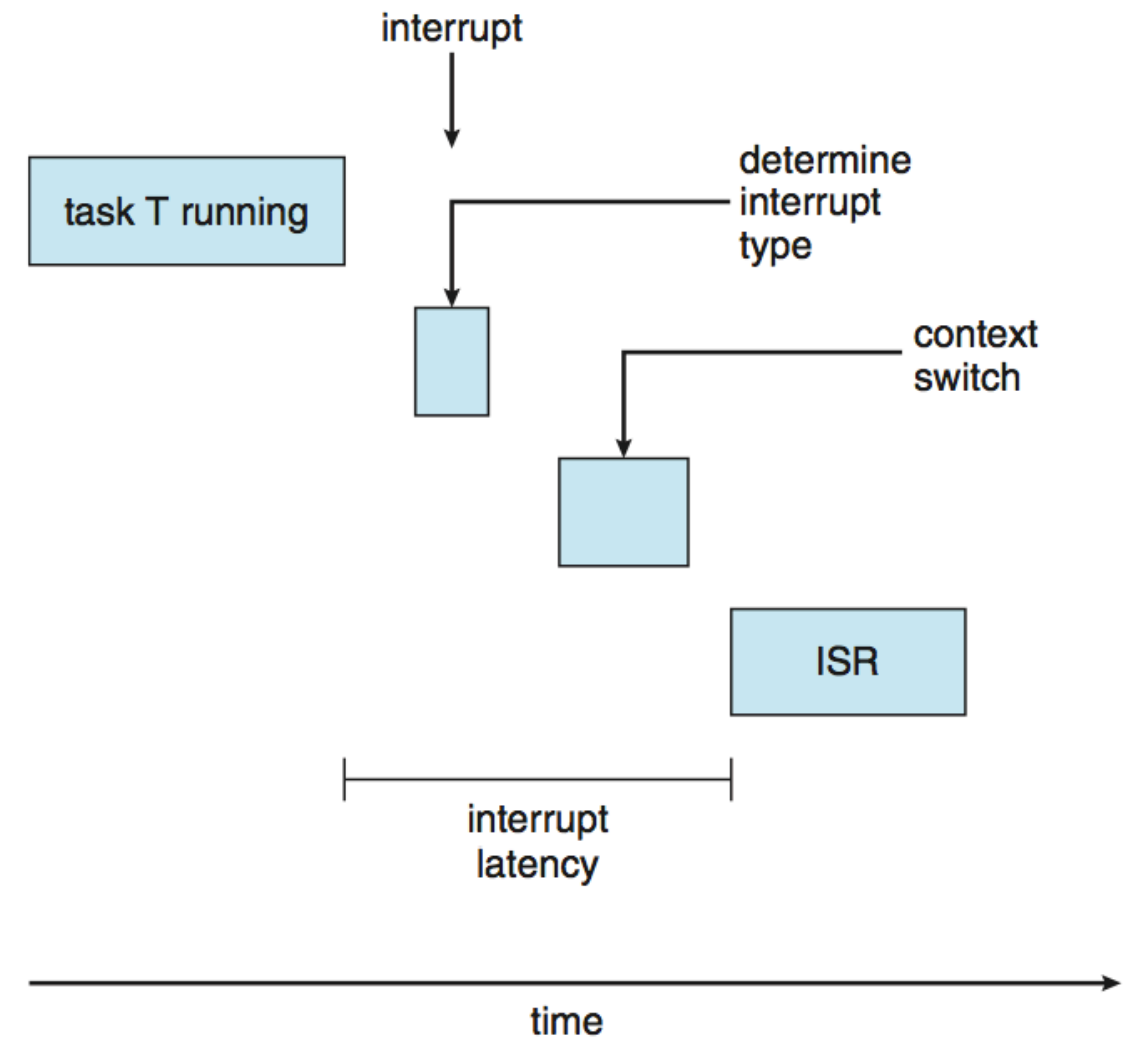 interrupt
task T running
determine
interrupt
type
context
switch
ISR
interrupt
latency
time